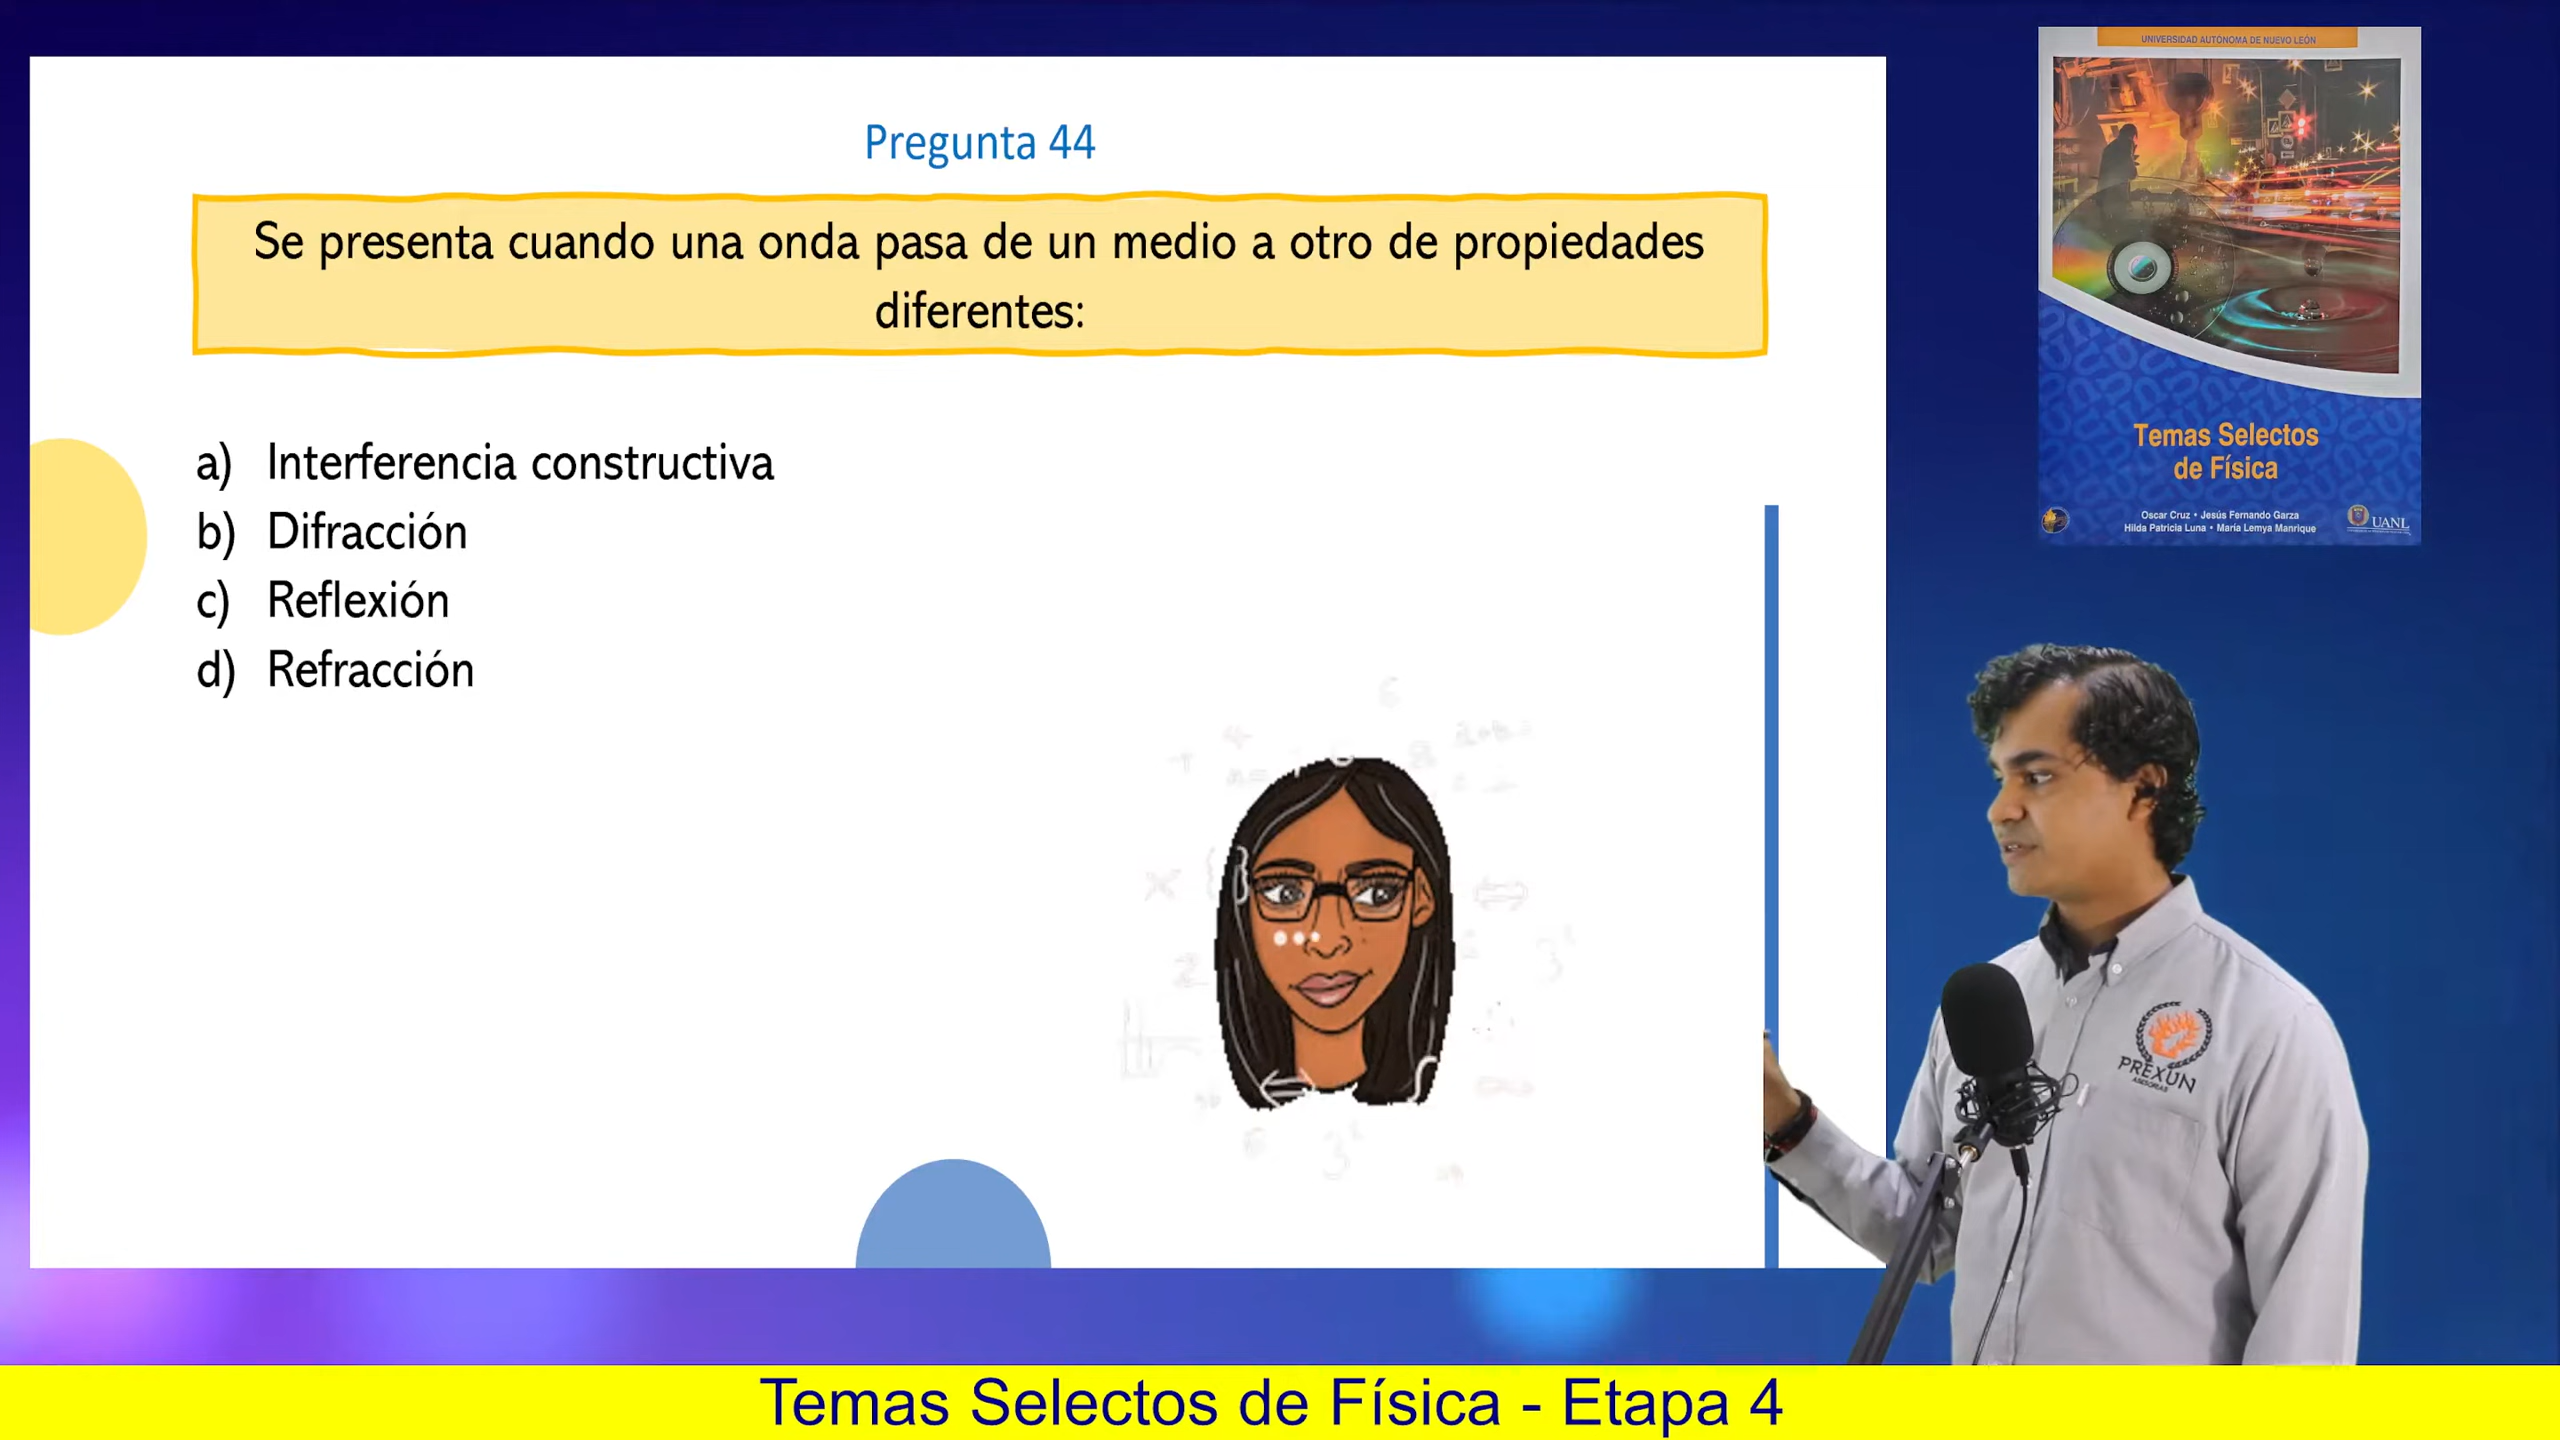 Pregunta 44
Se presenta cuando una onda pasa de un medio a otro de propiedades
diferentes:
a) Interferencia constructiva
b) Difracción
c) Reflexión
d) Refracción
UNIVERSIDAD AUTÓNOMA DE NUEVO LEÓN
Temas Selectos
de Física
Oscar Cruz • Jesús Fernando Garza
Hilda Patricia Luna • María Lemya Manrique
UANL
PREXUN
ASESORIAS
Temas Selectos de Física - Etapa 4